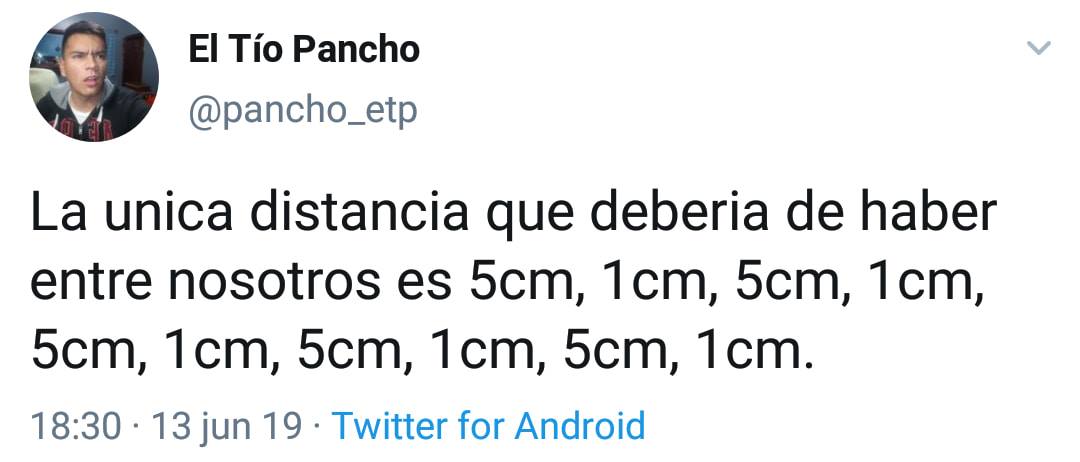 El Tío Pancho
@pancho_etp
La unica distancia que deberia de haber
entre nosotros es 5cm, 1cm, 5cm, 1cm,
5cm, 1cm, 5cm, 1cm, 5cm, 1cm.
18:30 · 13 jun 19 · Twitter for Android